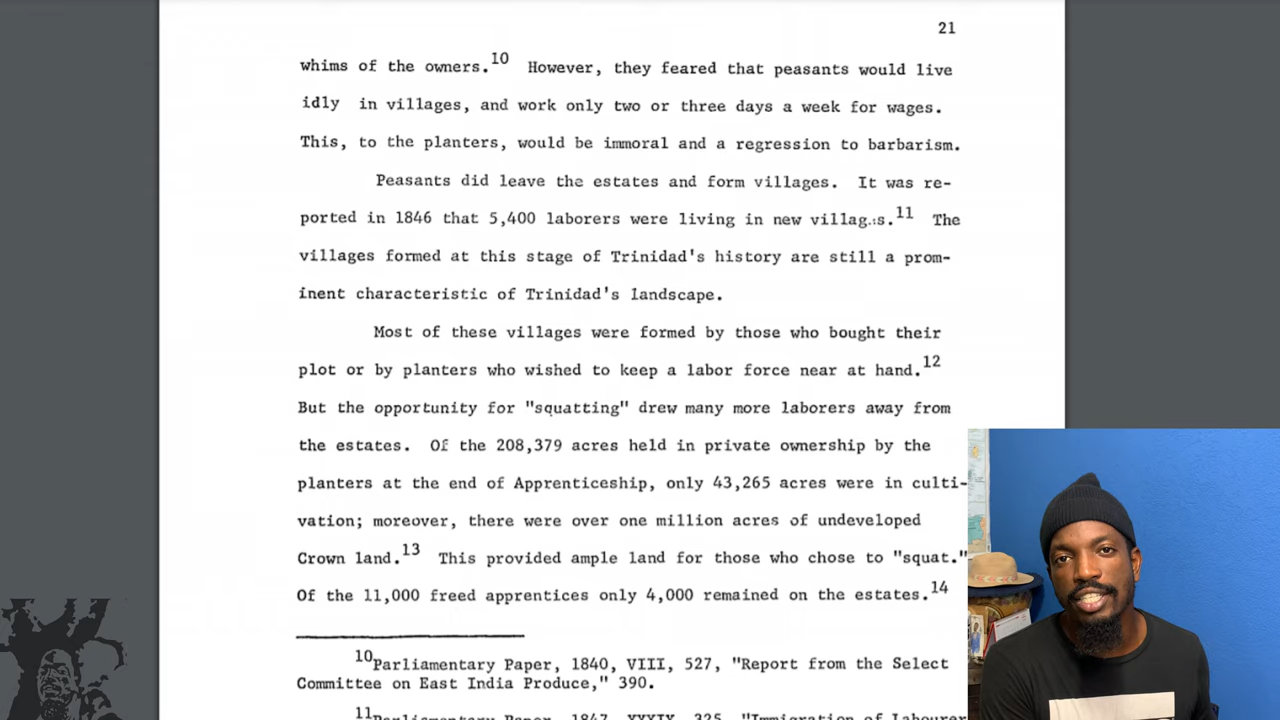 21
whims of the owners.10 However, they feared that peasants would live
idly in villages, and work only two or three days a week for wages.
This, to the planters, would be immoral and a regression to barbarism.
Peasants did leave the estates and form villages. It was re-
ported in 1846 that 5,400 laborers were living in new villag.s.11 The
villages formed at this stage of Trinidad's history are still a prom-
inent characteristic of Trinidad's landscape.
Most of these villages were formed by those who bought their
plot or by planters who wished to keep a labor force near at hand.12
But the opportunity for "squatting" drew many more laborers away from
the estates. Of the 208,379 acres held in private ownership by the
planters at the end of Apprenticeship, only 43,265 acres were in culti-
vation; moreover, there were over one million acres of undeveloped
Crown land.13 This provided ample land for those who chose to "squat."
Of the 11,000 freed apprentices only 4,000 remained on the estates.14
10Parliamentary Paper, 1840, VIII, 527, "Report from the Select
Committee on East India Produce," 390.
11Parliamentary Paper, 1847, 325, "Immigration of Labourer